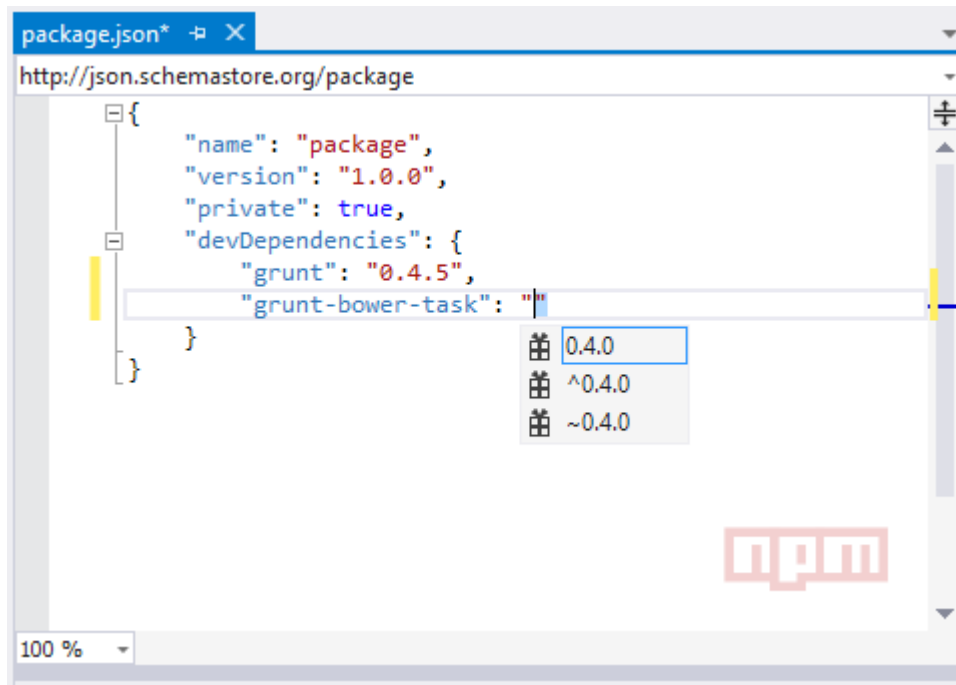 package.json*
http://json.schemastore.org/package
{
"name": "package",
"version": "1.0.0",
"private": true,
"devDependencies": {
"grunt": "0.4.5",
"grunt-bower-task": ""
}
}
0.4.0
^0.4.0
~0.4.0
npm
100 %